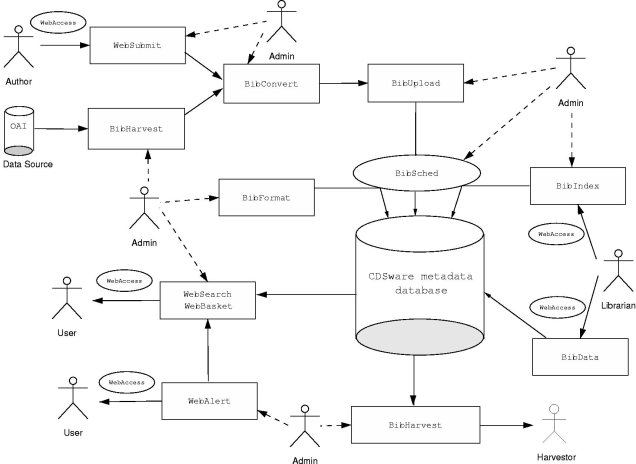 WebAccess
WebSubmit
Admin
Author
BibConvert
BibUpload
Admin
OAI
BibHarvest
Data Source
BibSched
BibFormat
BibIndex
Admin
WebAccess
CDSware metadata
database
WebAccess
WebSearch
WebBasket
Librarian
WebAccess
User
BibData
WebAccess
WebAlert
User
BibHarvest
Admin
Harvestor